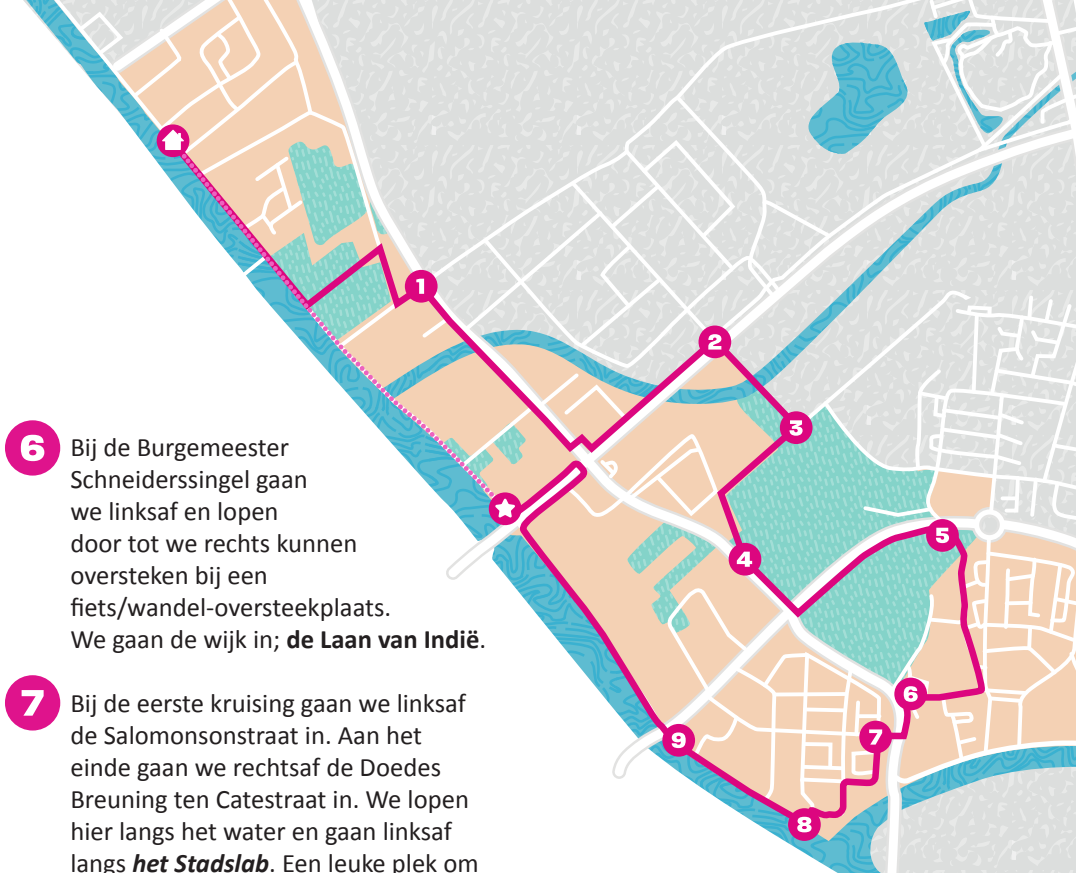 1
2
3
4
5
6
7
9
8
6
Bij de Burgemeester
Schneiderssingel gaan
we linksaf en lopen
door tot we rechts kunnen
oversteken bij een
fiets/wandel-oversteekplaats.
We gaan de wijk in; de Laan van Indië.
7
Bij de eerste kruising gaan we linksaf
de Salomonsonstraat in. Aan het
einde gaan we rechtsaf de Doedes
Breuning ten Catestraat in. We lopen
hier langs het water en gaan linksaf
langs het Stadslab. Een leuke plek om